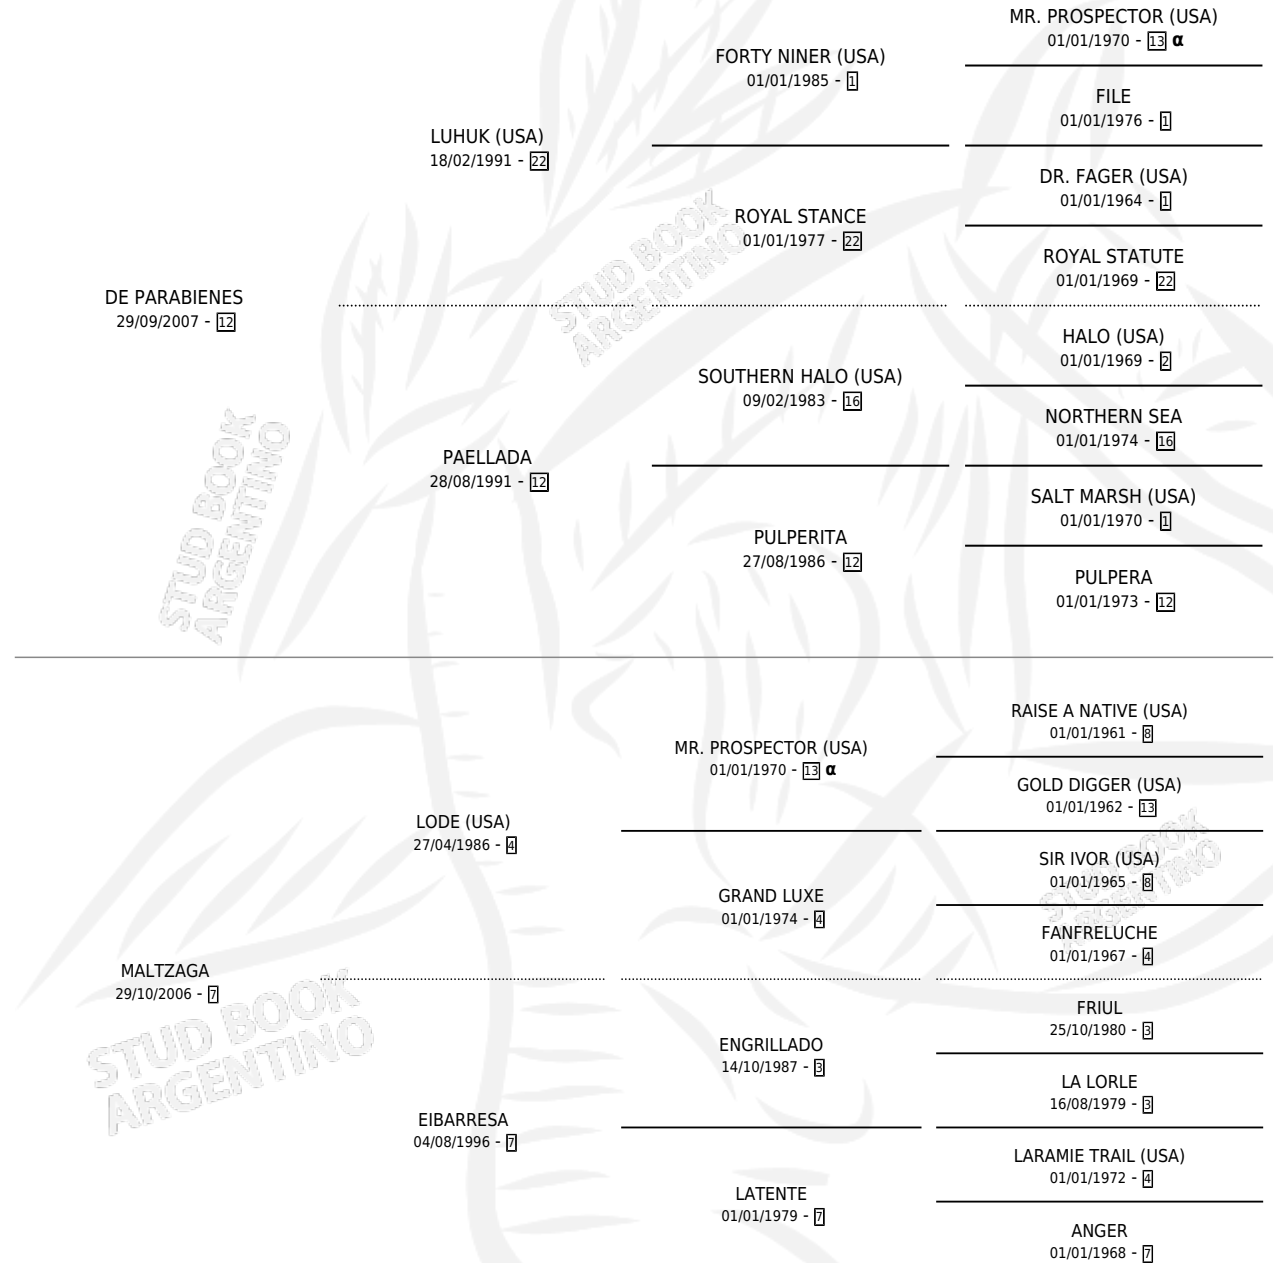 MR. PROSPECTOR (USA)
01/01/1970 - 13 α
FORTY NINER (USA)
01/01/1985 - 1
FILE
01/01/1976 - 1
LUHUK (USA)
18/02/1991 - 22
DR. FAGER (USA)
01/01/1964 - 1
ROYAL STANCE
01/01/1977 - 22
ROYAL STATUTE
01/01/1969 - 22
DE PARABIENES
29/09/2007 - 12
HALO (USA)
01/01/1969 - 2
SOUTHERN HALO (USA)
09/02/1983 - 16
NORTHERN SEA
01/01/1974 - 16
PAELLADA
28/08/1991 - 12
SALT MARSH (USA)
01/01/1970 - 1
PULPERITA
27/08/1986 - 12
PULPERA
01/01/1973 - 12
STUD BOOK
ARGENTINO
STUD BOOK
ARGENTINO
RAISE A NATIVE (USA)
01/01/1961 - 8
MR. PROSPECTOR (USA)
01/01/1970 - 13 α
GOLD DIGGER (USA)
01/01/1962 - 13
LODE (USA)
27/04/1986 - 4
SIR IVOR (USA)
01/01/1965 - 8
GRAND LUXE
01/01/1974 - 4
FANFRELUCHE
01/01/1967 - 4
MALTZAGA
29/10/2006 - 7
FRIUL
25/10/1980 - 3
ENGRILLADO
14/10/1987 - 3
LA LORLE
16/08/1979 - 3
EIBARRESA
04/08/1996 - 7
LARAMIE TRAIL (USA)
01/01/1972 - 4
LATENTE
01/01/1979 - 7
ANGER
01/01/1968 - 7
STUD BOOK
ARGENTINO
STUD BOOK
ARGENTINO